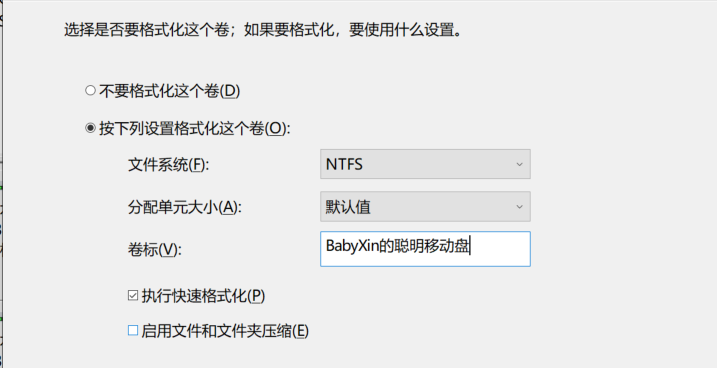 选择是否要格式化这个卷；如果要格式化，要使用什么设置。
不要格式化这个卷(D)
按下列设置格式化这个卷(O):
文件系统(F): NTFS
分配单元大小(A): 默认值
卷标(V): BabyXin的聪明移动盘
执行快速格式化(P)
启用文件和文件夹压缩(E)